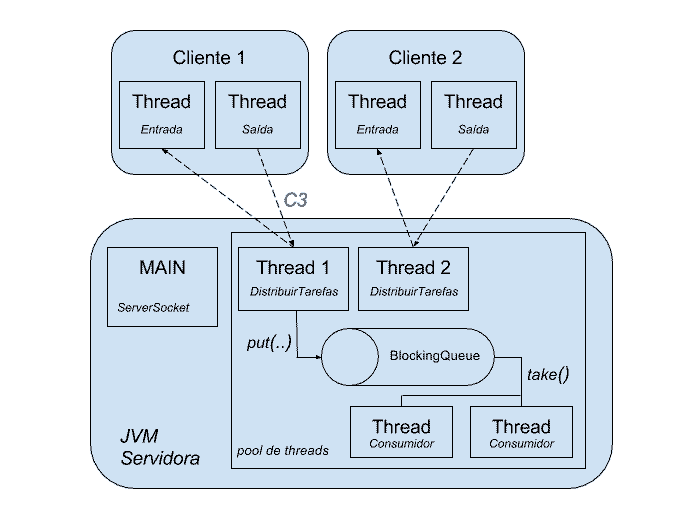 Cliente 1
Cliente 2
Thread
Entrada
Thread
Saída
Thread
Entrada
Thread
Saída
C3
MAIN
ServerSocket
Thread 1
DistribuirTarefas
Thread 2
DistribuirTarefas
put(..)
BlockingQueue
take()
Thread
Consumidor
Thread
Consumidor
JVM
Servidora
pool de threads